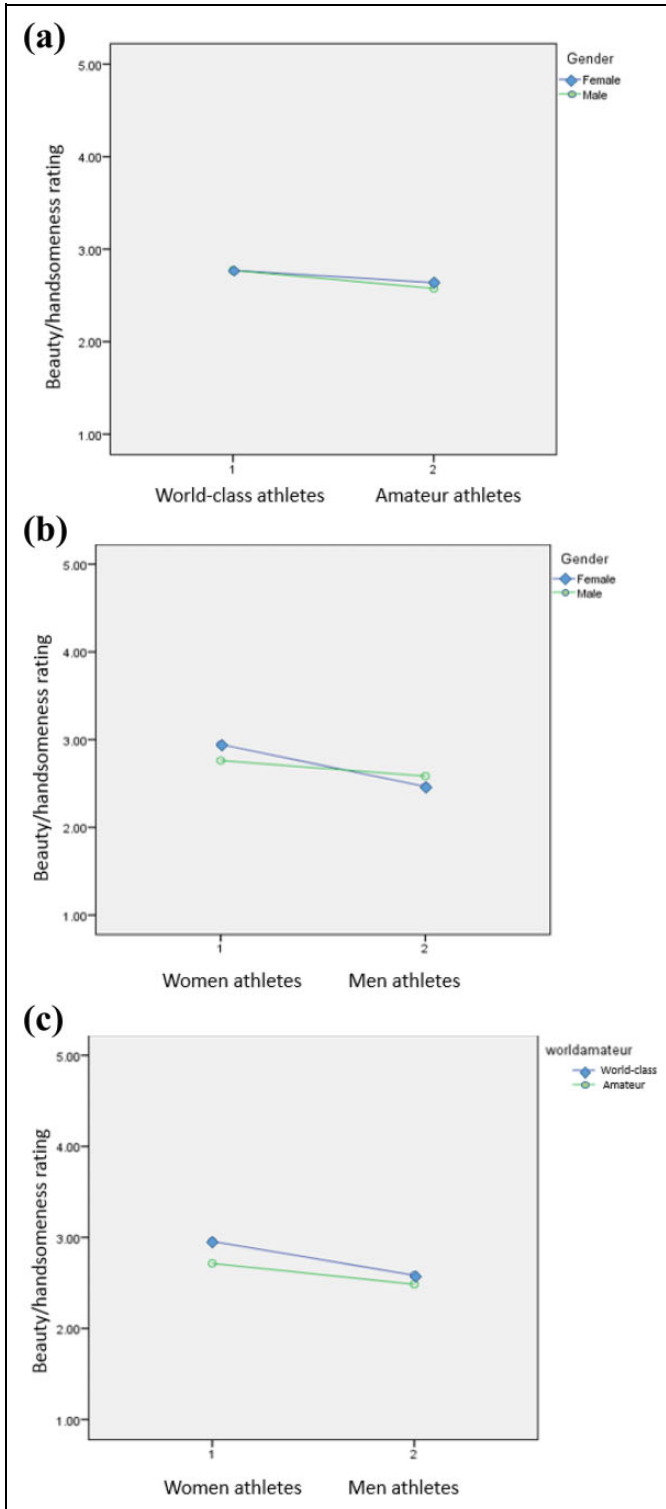 (a)
Gender
Female
Male
5.00
4.00
3.00
2.00
1.00
Beauty/handsomeness rating
1 2
World-class athletes Amateur athletes
(b)
Gender
Female
Male
5.00
4.00
3.00
2.00
1.00
Beauty/handsomeness rating
1 2
Women athletes Men athletes
(c)
worldamateur
World-class
Amateur
5.00
4.00
3.00
2.00
1.00
Beauty/handsomeness rating
1 2
Women athletes Men athletes